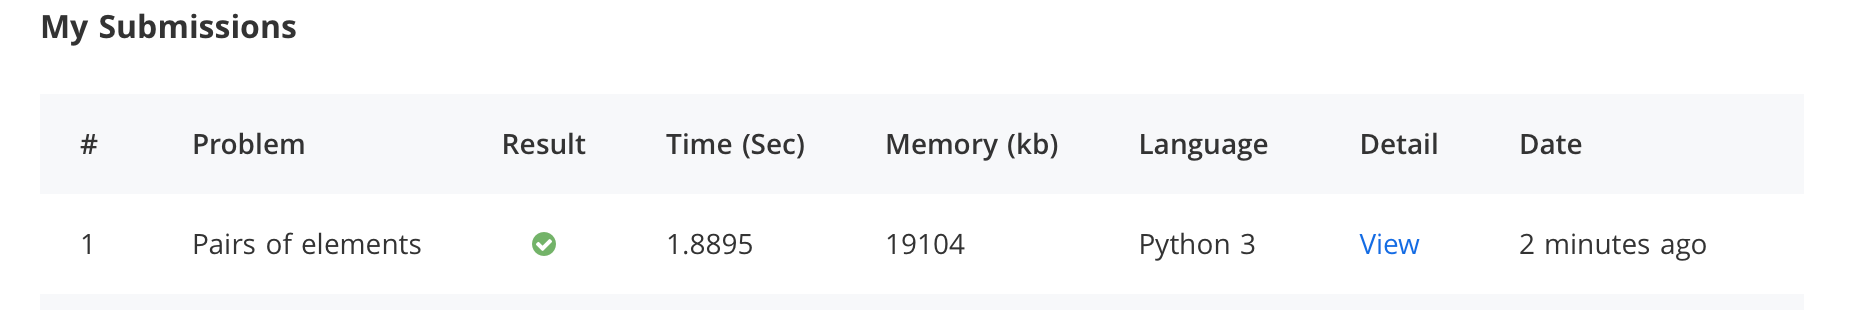 My Submissions
# Problem Result Time (Sec) Memory (kb) Language Detail Date
1 Pairs of elements 1.8895 19104 Python 3 View 2 minutes ago